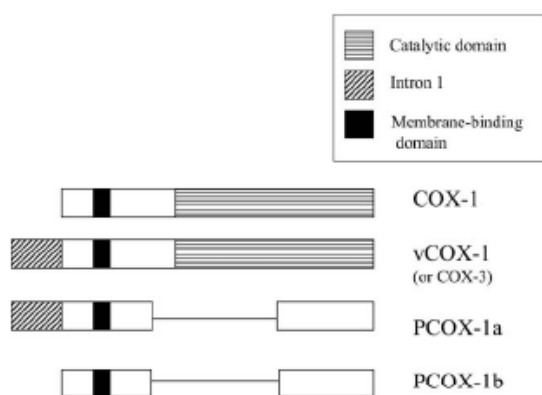 Catalytic domain
Intron 1
Membrane-binding
domain
COX-1
vCOX-1
(or COX-3)
PCOX-1a
PCOX-1b